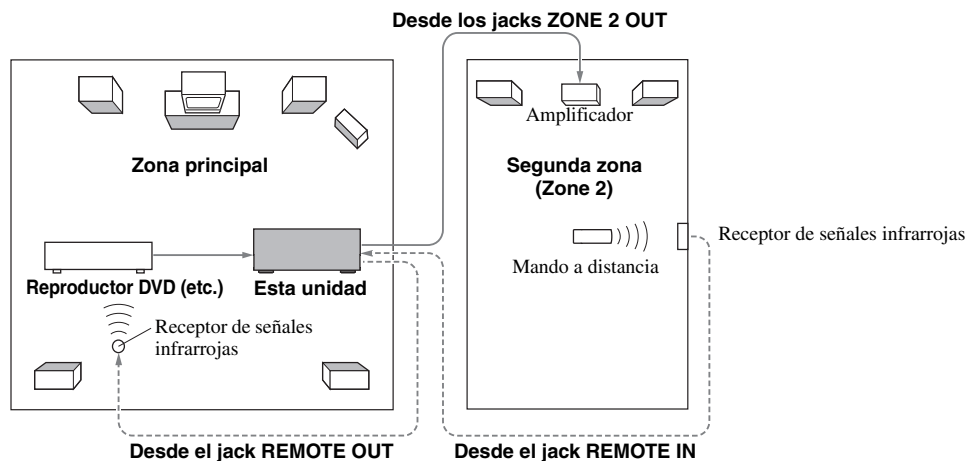 Desde los jacks ZONE 2 OUT
Amplificador
Zona principal
Segunda zona
(Zone 2)
Receptor de señales infrarrojas
Mando a distancia
Reproductor DVD (etc.)
Esta unidad
Receptor de señales
infrarrojas
Desde el jack REMOTE OUT
Desde el jack REMOTE IN